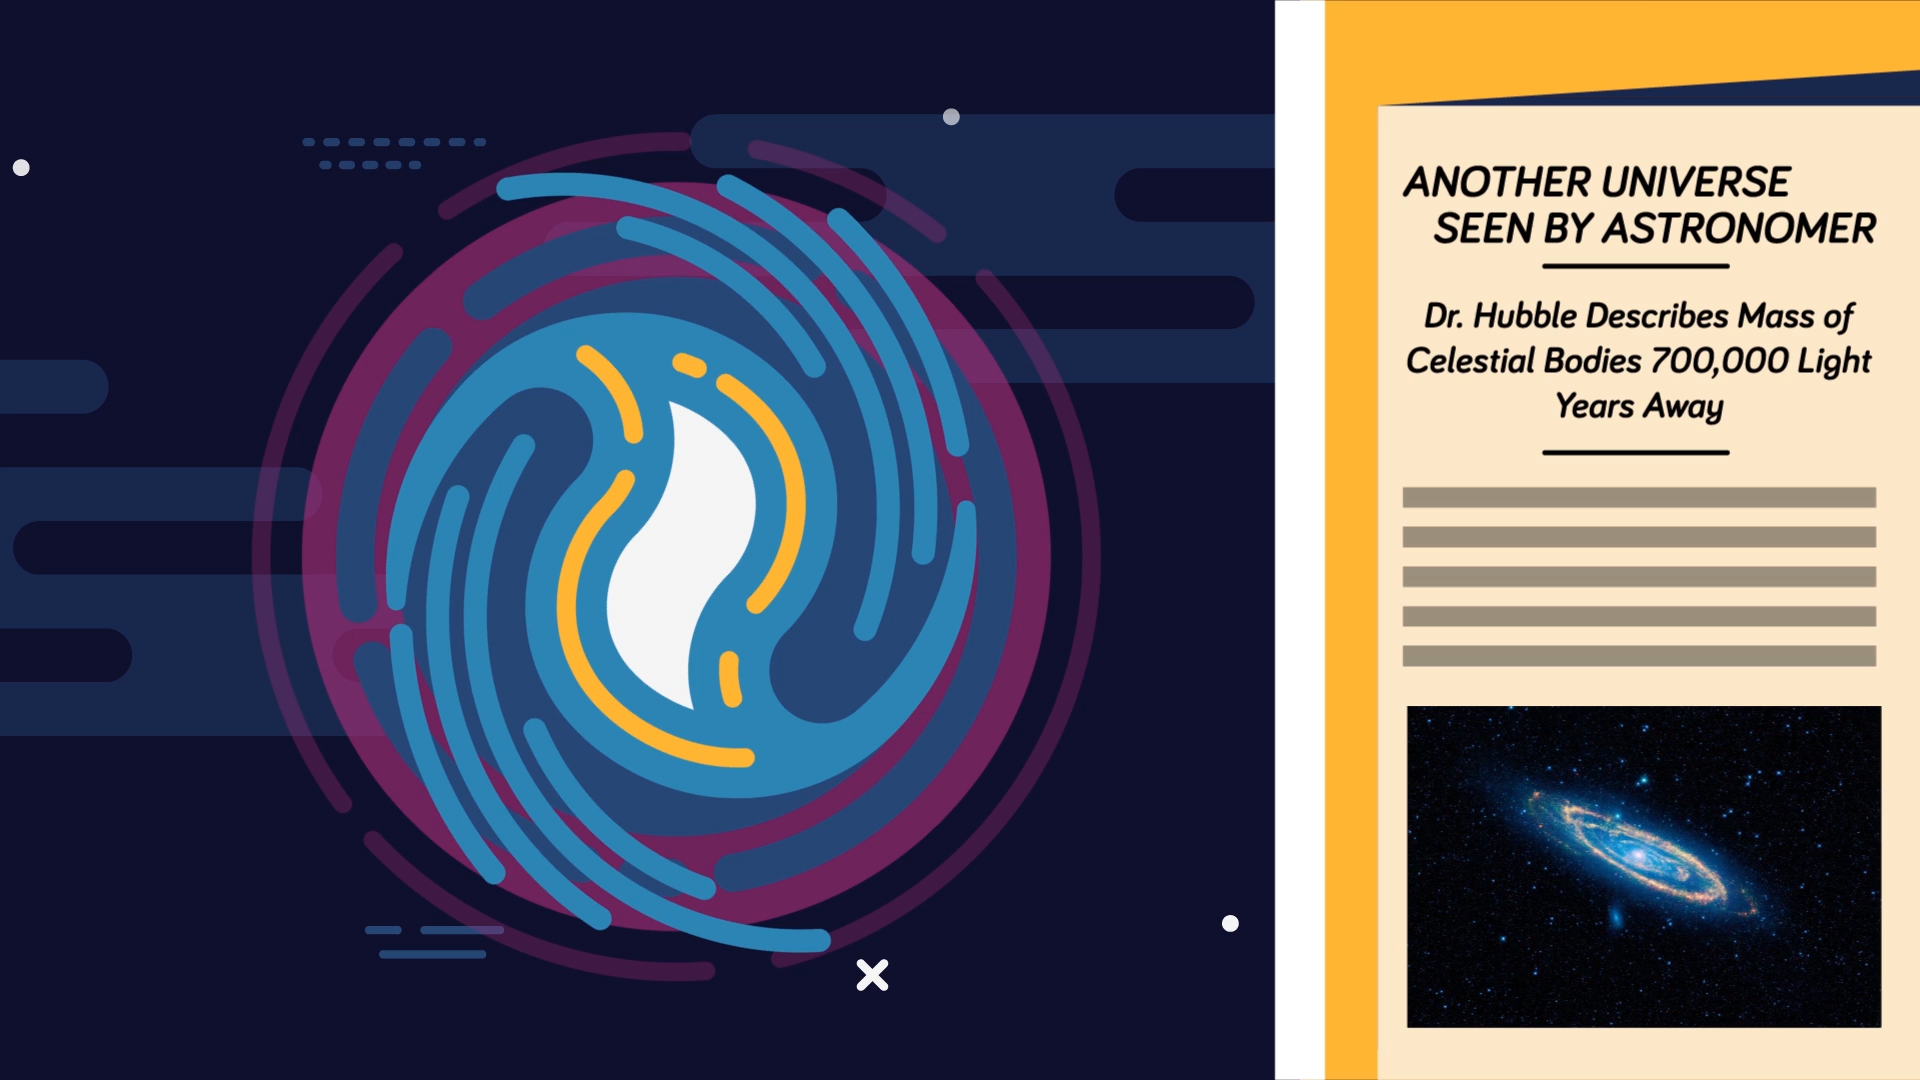 ANOTHER UNIVERSE
SEEN BY ASTRONOMER
Dr. Hubble Describes Mass of
Celestial Bodies 700,000 Light
Years Away